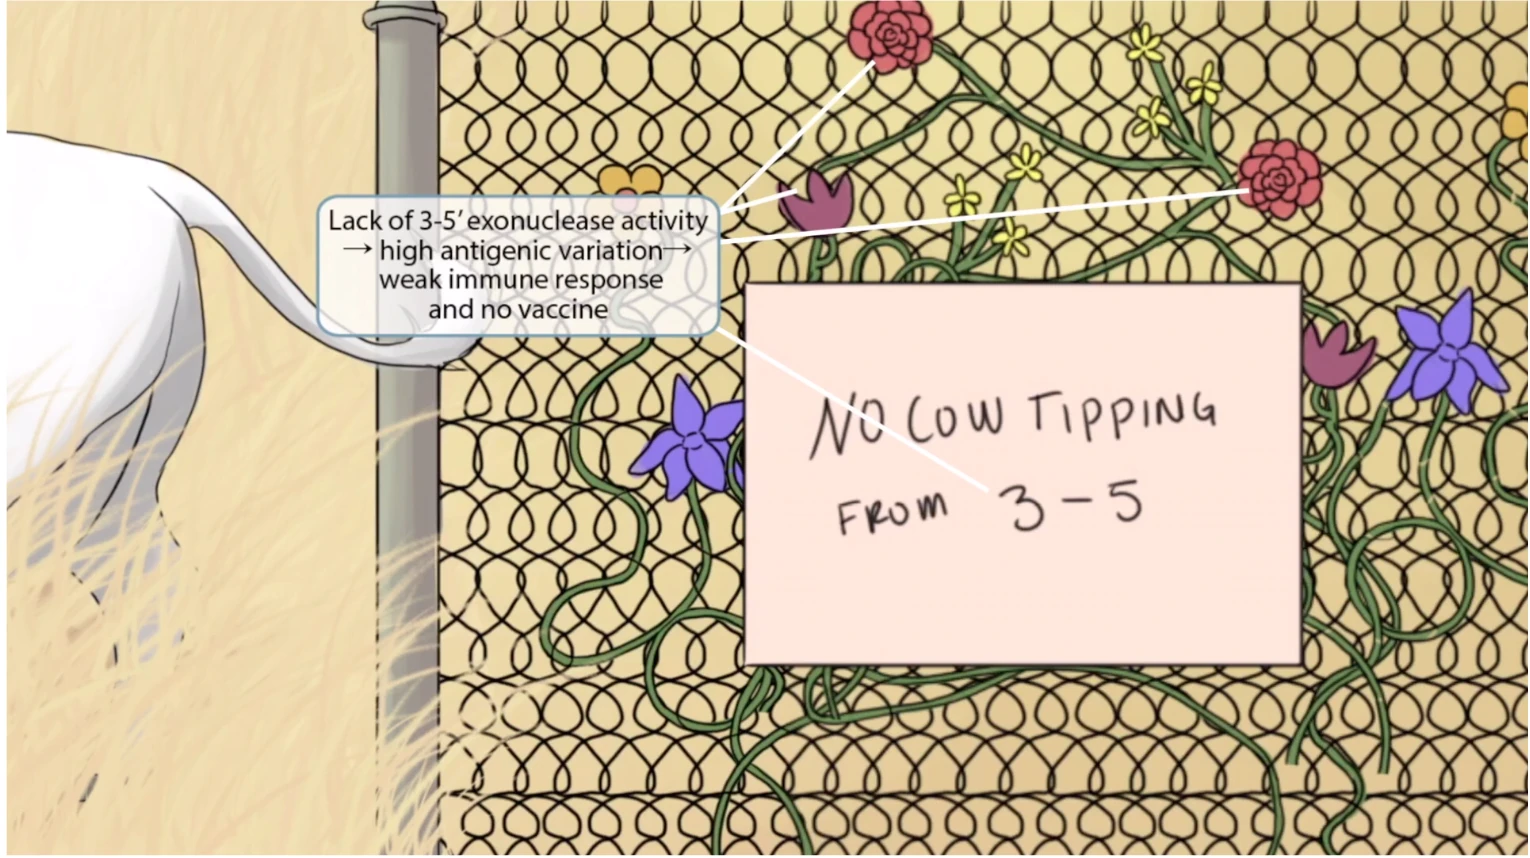 Lack of 3-5′ exonuclease activity
→ high antigenic variation→
weak immune response
and no vaccine
NO COW TIPPING
FROM 3-5